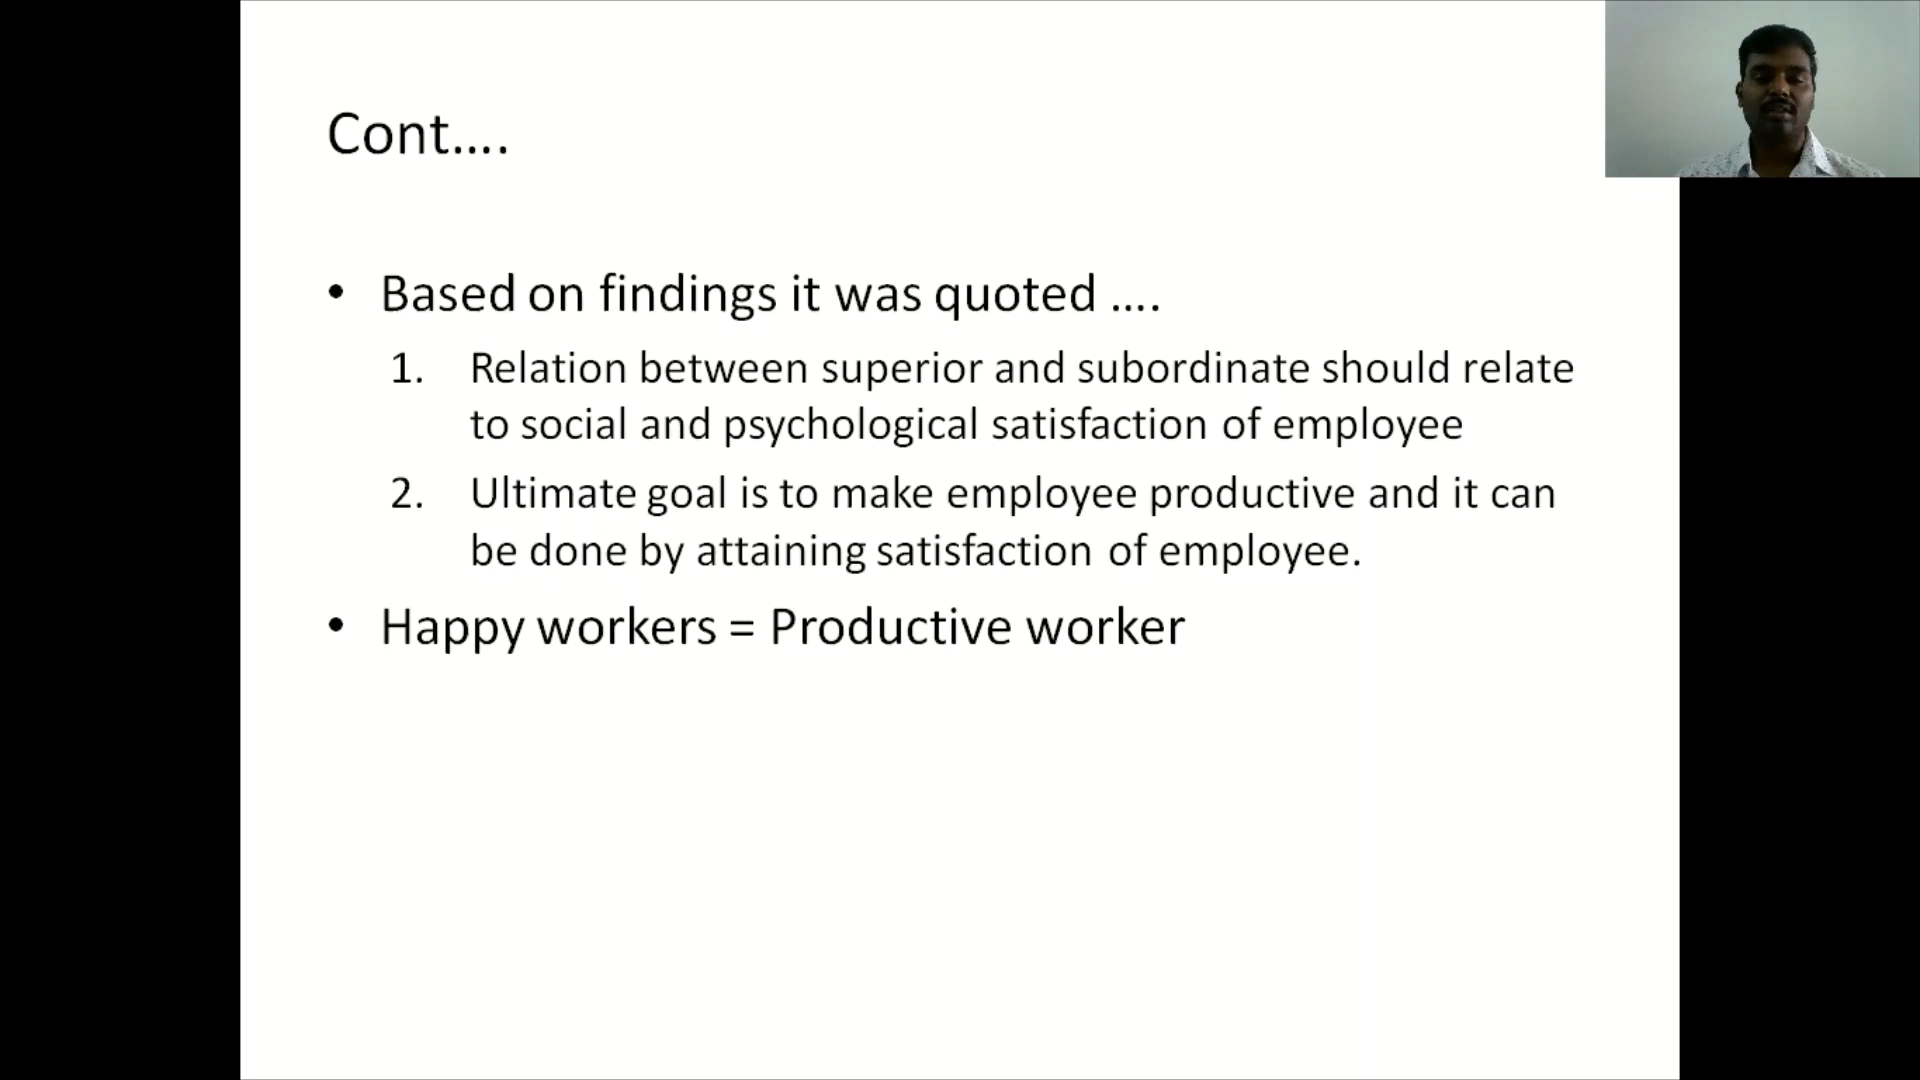 Cont....
• Based on findings it was quoted ....
1. Relation between superior and subordinate should relate
to social and psychological satisfaction of employee
2. Ultimate goal is to make employee productive and it can
be done by attaining satisfaction of employee.
• Happy workers = Productive worker